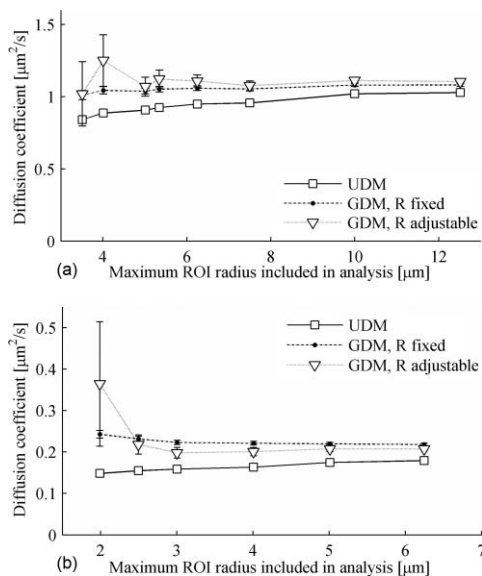 1.5
1
0.5
0
Diffusion coefficient [μm²/s]
UDM
GDM, R fixed
GDM, R adjustable
4 6 8 10 12
(a) Maximum ROI radius included in analysis [μm]
0.5
0.4
0.3
0.2
0.1
0
Diffusion coefficient [μm²/s]
UDM
GDM, R fixed
GDM, R adjustable
2 3 4 5 6 7
(b) Maximum ROI radius included in analysis [μm]